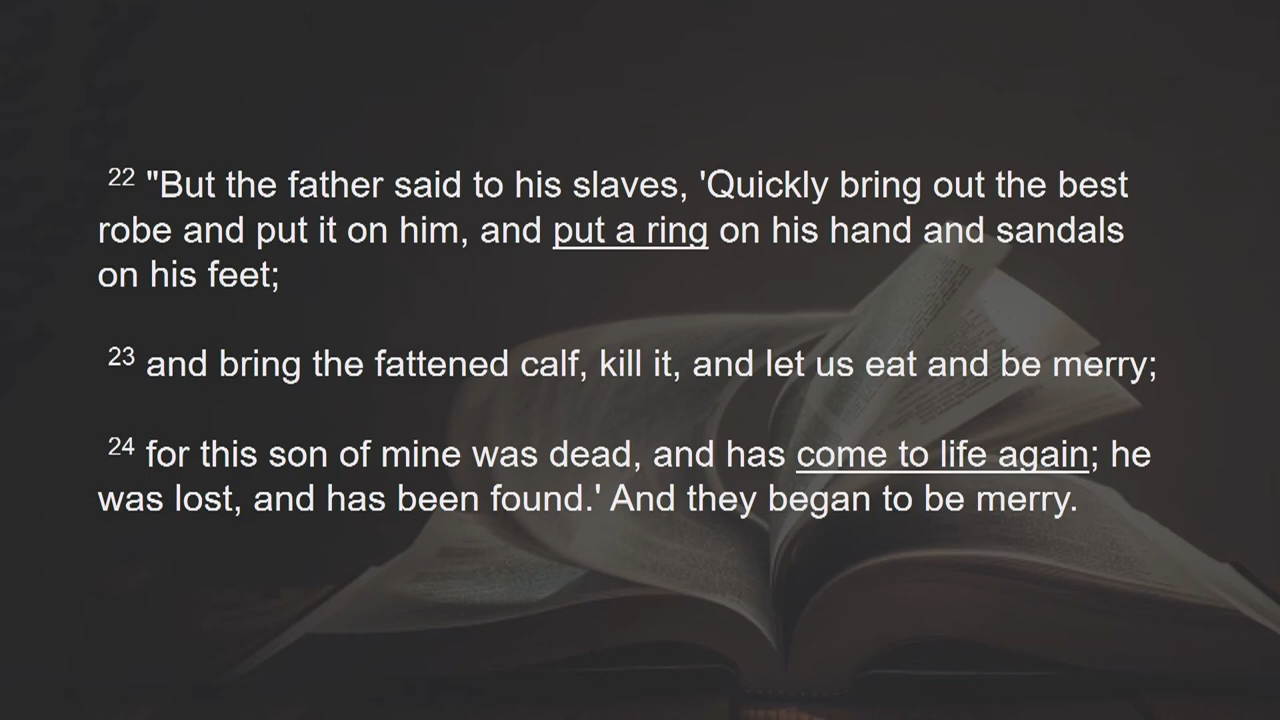 22 "But the father said to his slaves, 'Quickly bring out the best
robe and put it on him, and put a ring on his hand and sandals
on his feet;
23 and bring the fattened calf, kill it, and let us eat and be merry;
24 for this son of mine was dead, and has come to life again; he
was lost, and has been found.' And they began to be merry.